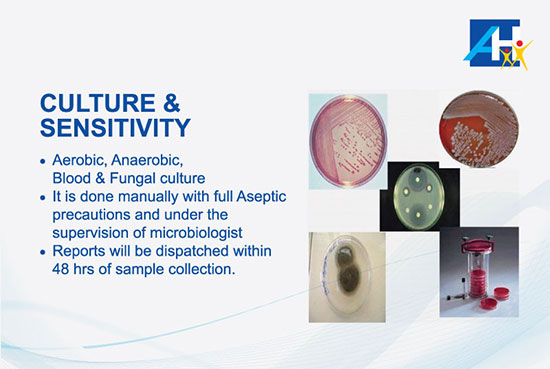 AH
CULTURE &
SENSITIVITY
• Aerobic, Anaerobic,
Blood & Fungal culture
• It is done manually with full Aseptic
precautions and under the
supervision of microbiologist
• Reports will be dispatched within
48 hrs of sample collection.